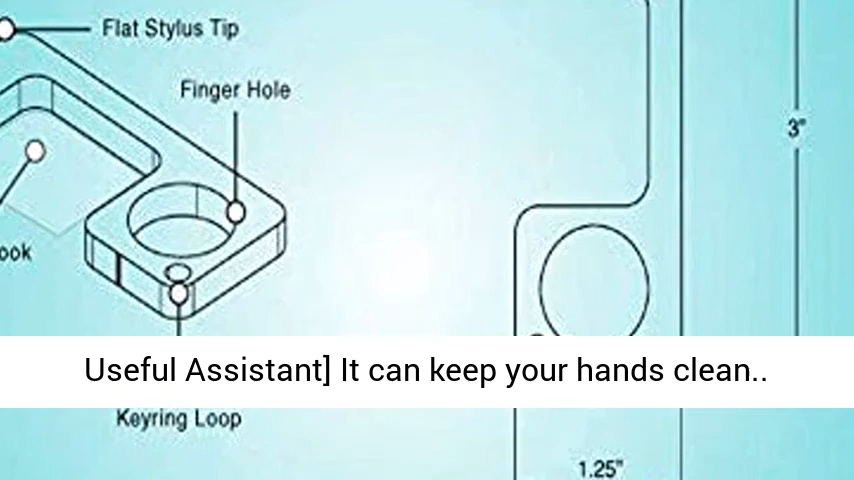 Flat Stylus Tip
Finger Hole
3"
ook
Useful Assistant] It can keep your hands clean..
Keyring Loop
1.25"